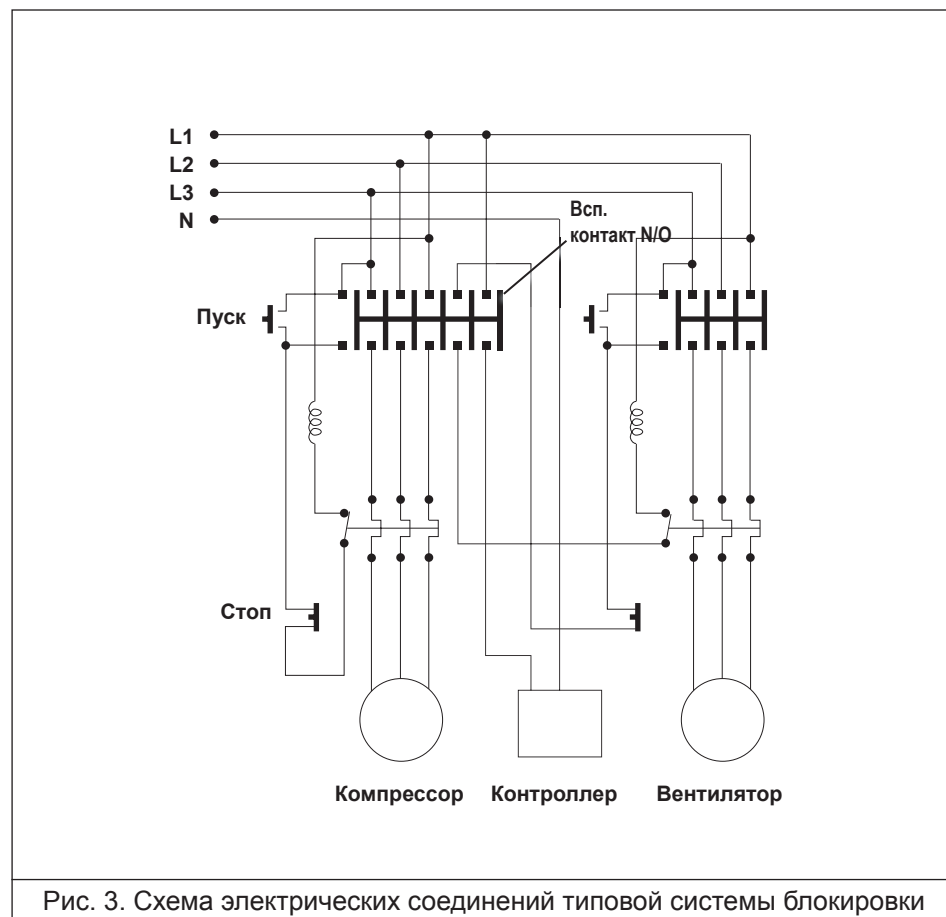 L1
L2
L3
N
Всп.
контакт N/O
Пуск
Стоп
Компрессор Контроллер Вентилятор
Рис. 3. Схема электрических соединений типовой системы блокировки